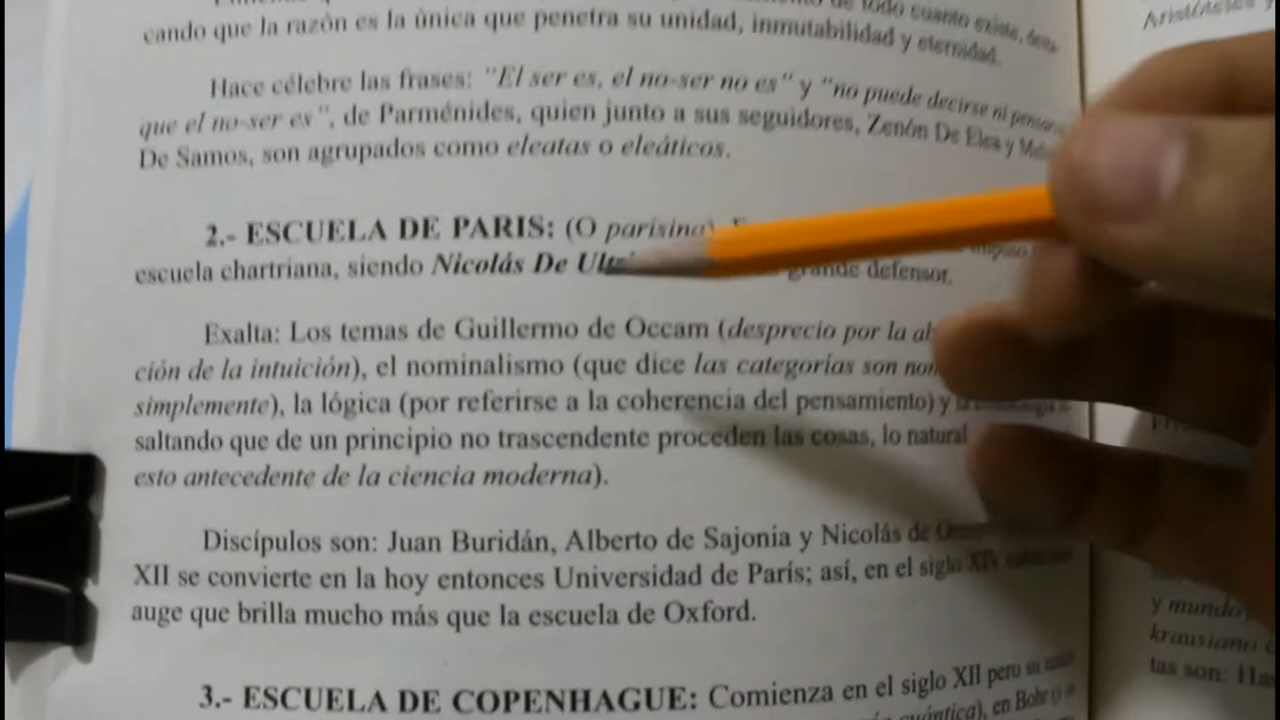 cando que la razón es la única que penetra su unidad, inmutabilidad y eternidad.
Hace célebre las frases: "El ser es, el no-ser no es" y "no puede decirse ni pensarse
que el no-ser es", de Parménides, quien junto a sus seguidores, Zenón De Elea y
De Samos, son agrupados como eleatas o eleáticos.
2.- ESCUELA DE PARIS: (O parisina).
escuela chartriana, siendo Nicolás De grande defensor.
Exalta: Los temas de Guillermo de Occam (desprecio por la
ción de la intuición), el nominalismo (que dice las categorías son
simplemente), la lógica (por referirse a la coherencia del pensamiento) y
saltando que de un principio no trascendente proceden las cosas, lo natural
esto antecedente de la ciencia moderna).
Discípulos son: Juan Buridán, Alberto de Sajonia y Nicolás de
XII se convierte en la hoy entonces Universidad de París; así, en el siglo
auge que brilla mucho más que la escuela de Oxford.
3.- ESCUELA DE COPENHAGUE: Comienza en el siglo XII pero su
en Bohr
y mundo
krausiano
tas son: